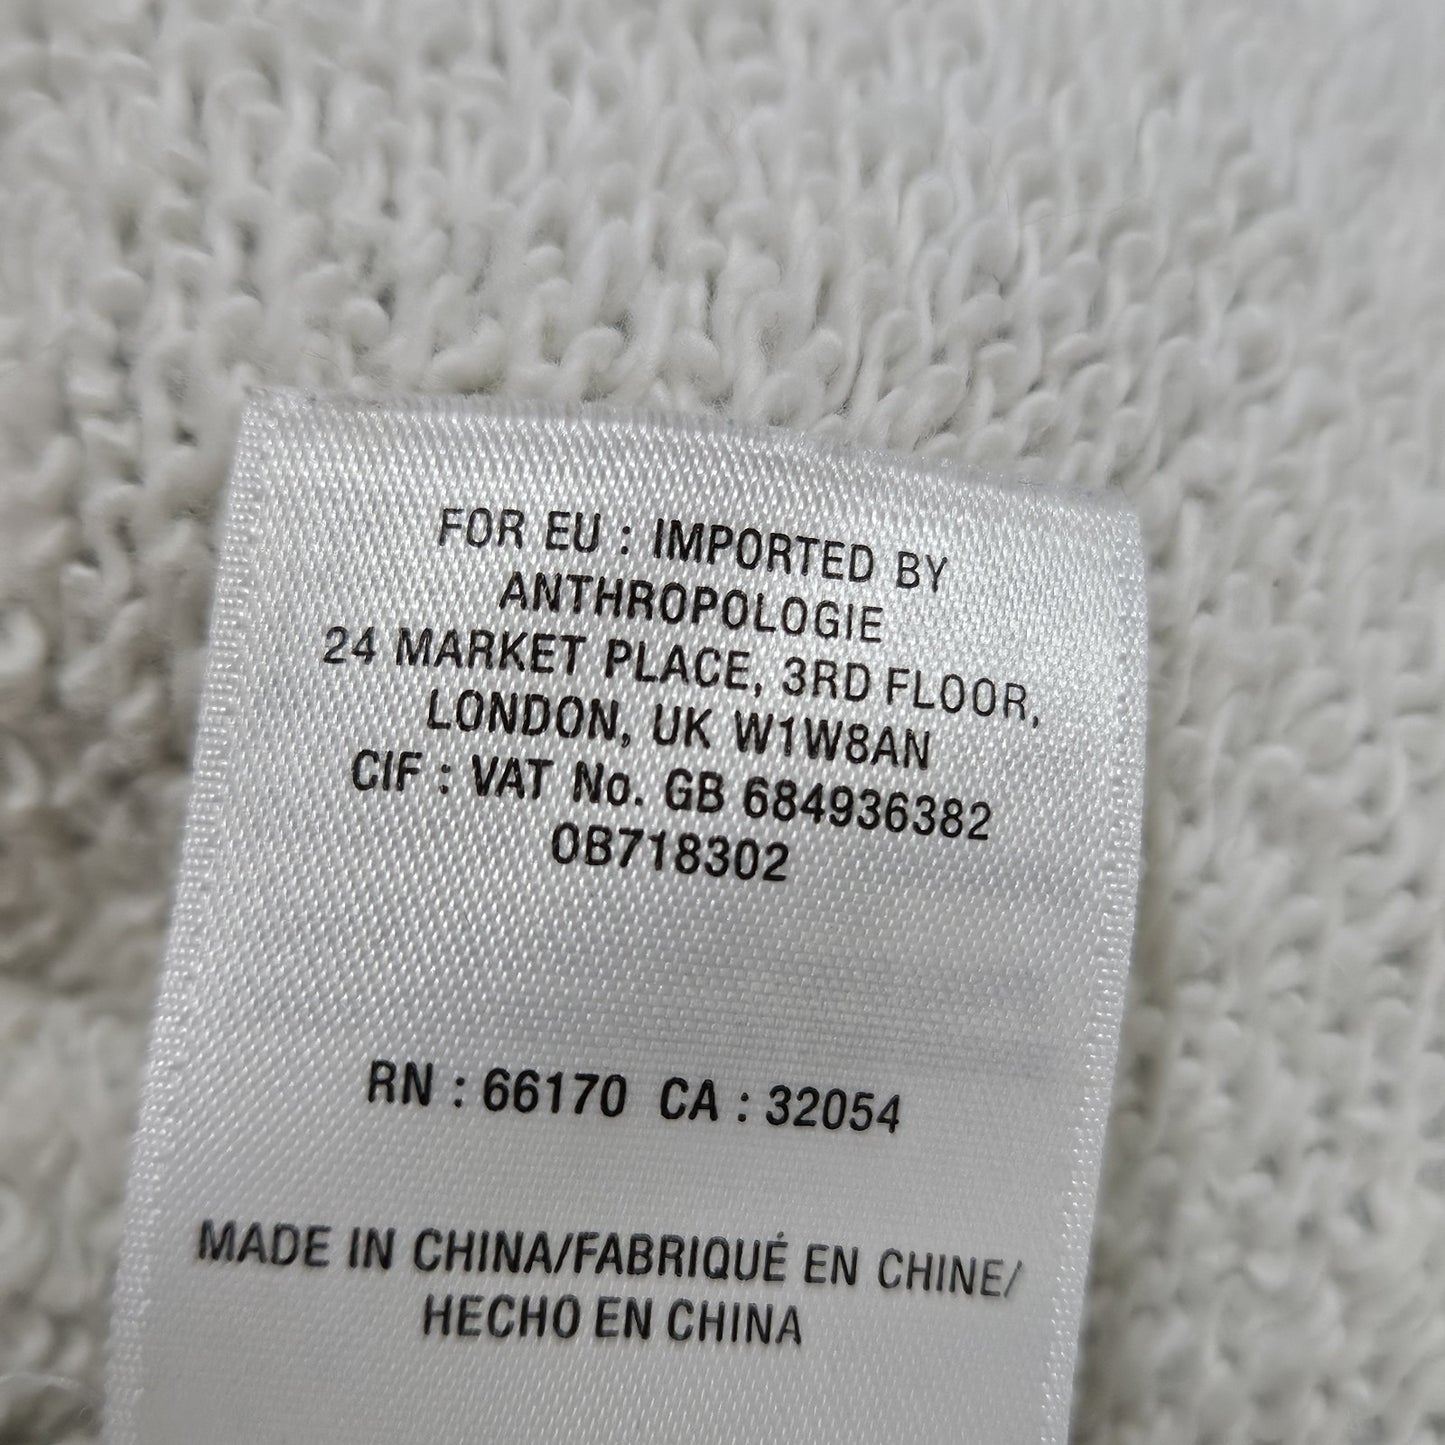 FOR EU : IMPORTED BY
ANTHROPOLOGIE
24 MARKET PLACE, 3RD FLOOR,
LONDON, UK W1W8AN
CIF : VAT No. GB 684936382
0B718302
RN : 66170 CA : 32054
MADE IN CHINA/FABRIQUÉ EN CHINE/
HECHO EN CHINA